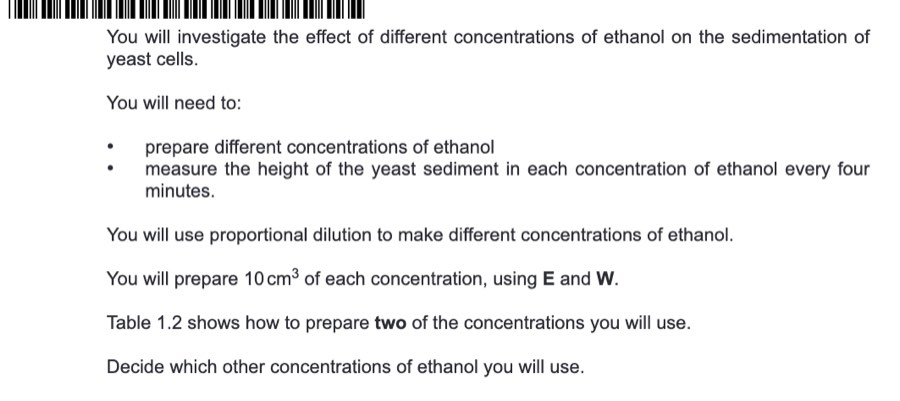 You will investigate the effect of different concentrations of ethanol on the sedimentation of
yeast cells.
You will need to:
• prepare different concentrations of ethanol
• measure the height of the yeast sediment in each concentration of ethanol every four
minutes.
You will use proportional dilution to make different concentrations of ethanol.
You will prepare 10 cm³ of each concentration, using E and W.
Table 1.2 shows how to prepare two of the concentrations you will use.
Decide which other concentrations of ethanol you will use.